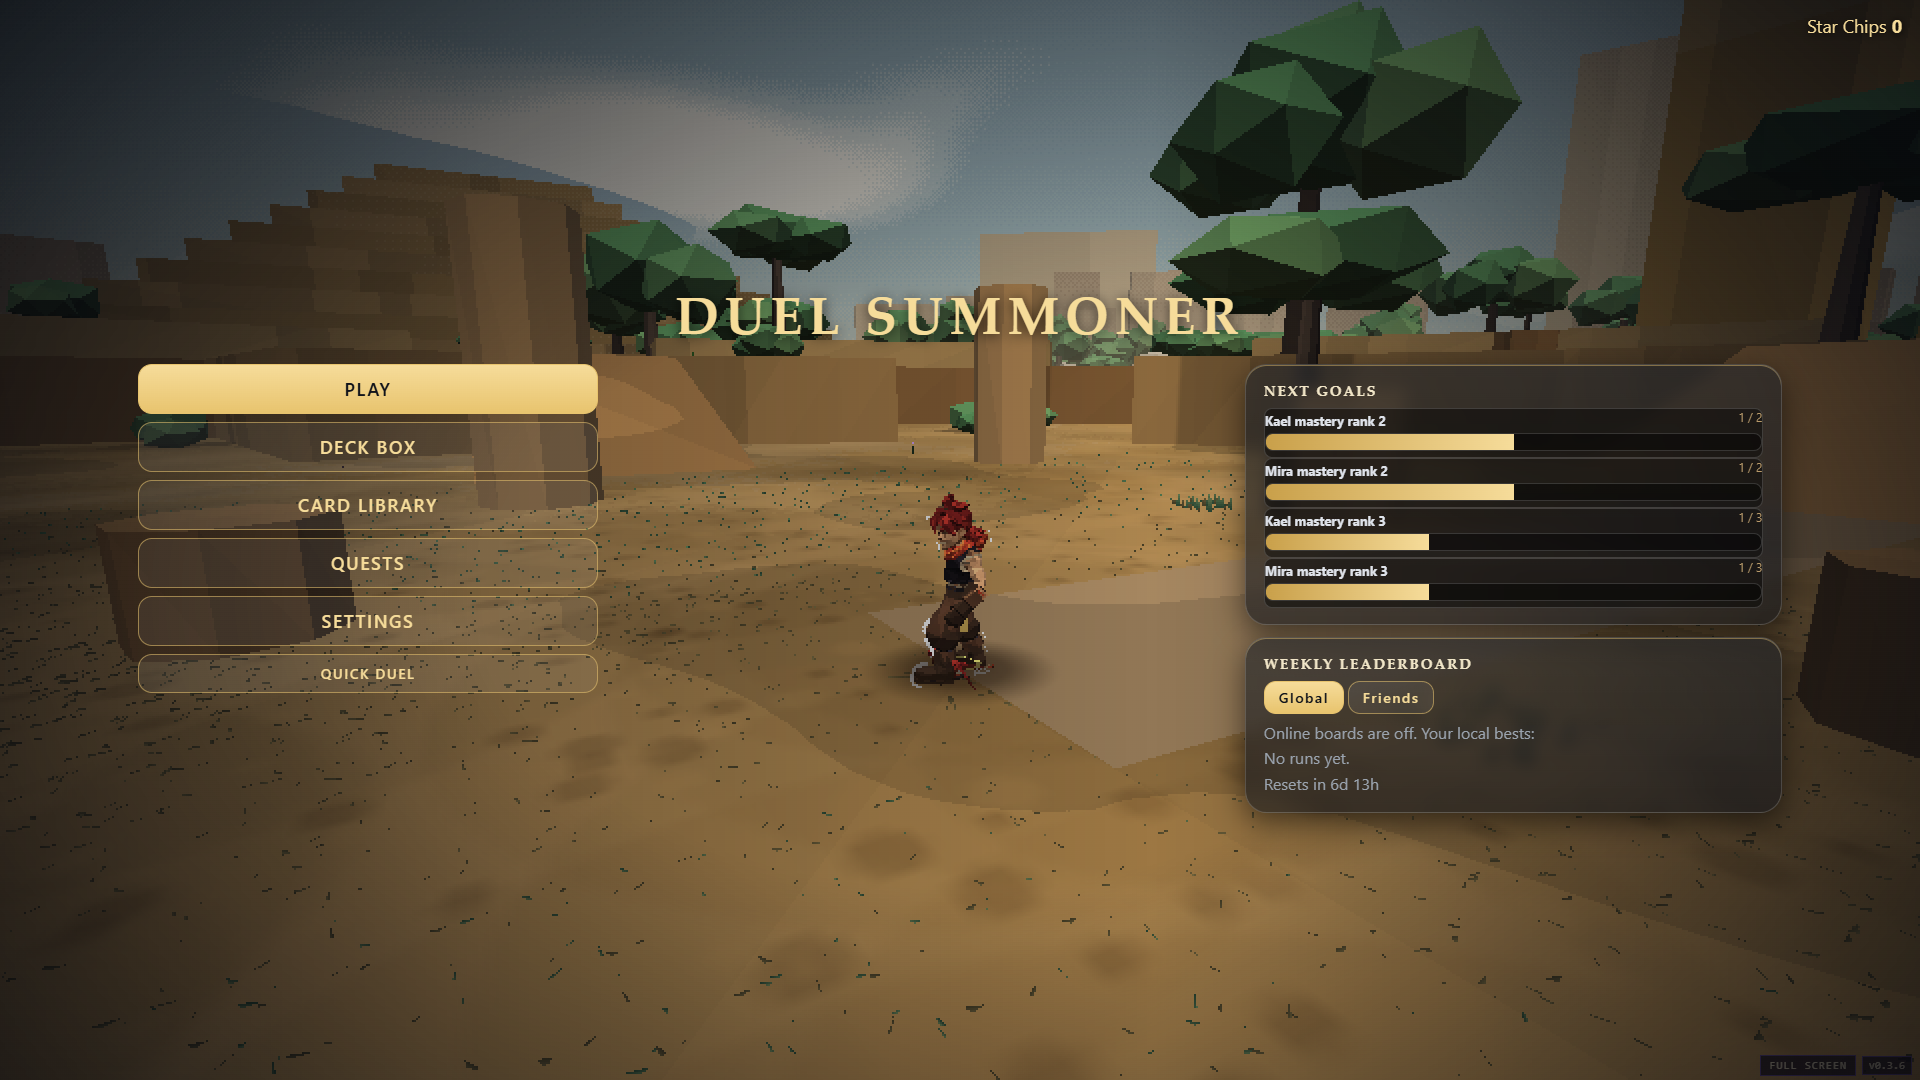 Star Chips 0
DUEL SUMMONER
PLAY
DECK BOX
CARD LIBRARY
QUESTS
SETTINGS
QUICK DUEL
NEXT GOALS
Kael mastery rank 2 1 / 2
Mira mastery rank 2 1 / 2
Kael mastery rank 3 1 / 3
Mira mastery rank 3 1 / 3
WEEKLY LEADERBOARD
Global Friends
Online boards are off. Your local bests:
No runs yet.
Resets in 6d 13h
FULL SCREEN v0.3.6